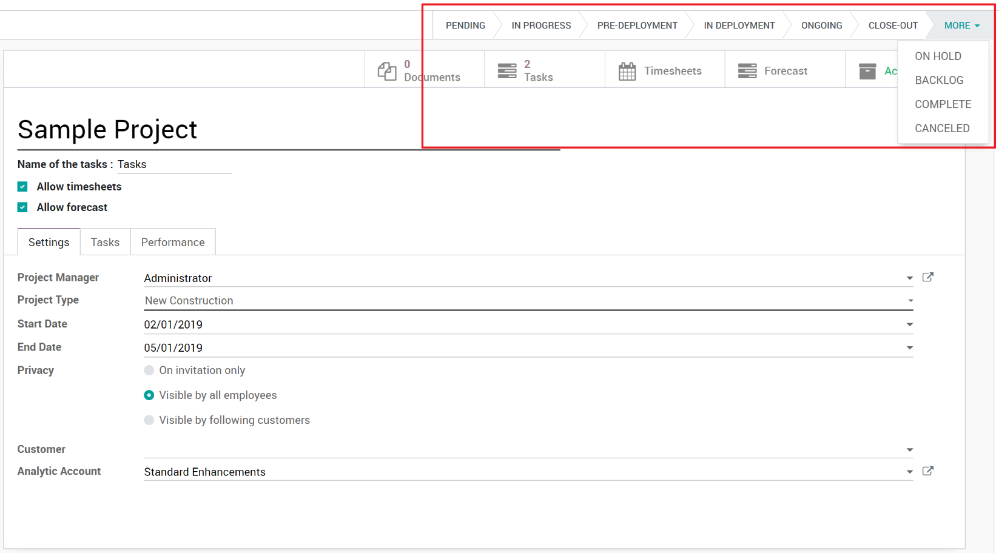 PENDING IN PROGRESS PRE-DEPLOYMENT IN DEPLOYMENT ONGOING CLOSE-OUT MORE
ON HOLD
BACKLOG
COMPLETE
CANCELED
0
Documents
2
Tasks
Timesheets
Forecast
Ac
Sample Project
Name of the tasks : Tasks
Allow timesheets
Allow forecast
Settings Tasks Performance
Project Manager Administrator
Project Type New Construction
Start Date 02/01/2019
End Date 05/01/2019
Privacy On invitation only
Visible by all employees
Visible by following customers
Customer
Analytic Account Standard Enhancements